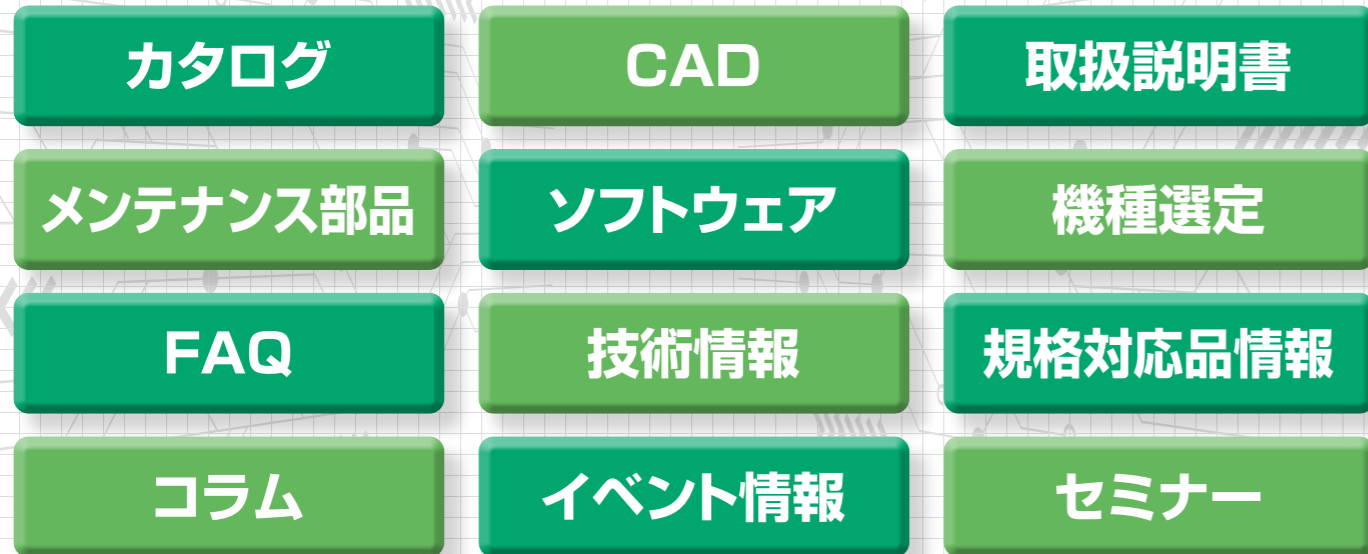 カタログ
CAD
取扱説明書
メンテナンス部品
ソフトウェア
機種選定
FAQ
技術情報
規格対応品情報
コラム
イベント情報
セミナー